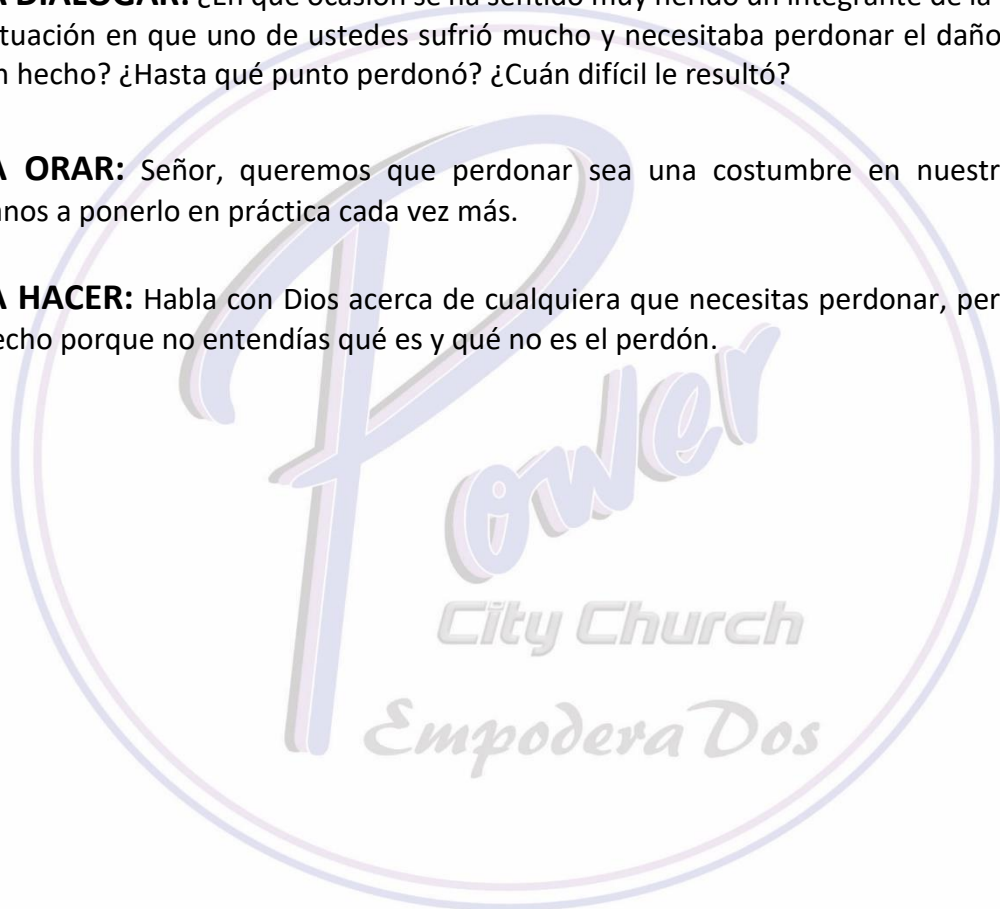 A DIALOGAR: ¿En qué ocasión se ha sentido muy herido un integrante de la
tuación en que uno de ustedes sufrió mucho y necesitaba perdonar el daño
n hecho? ¿Hasta qué punto perdonó? ¿Cuán difícil le resultó?
A ORAR: Señor, queremos que perdonar sea una costumbre en nuestr
anos a ponerlo en práctica cada vez más.
A HACER: Habla con Dios acerca de cualquiera que necesitas perdonar, per
echo porque no entendías qué es y qué no es el perdón.
Power
City Church
EmpoderaDos